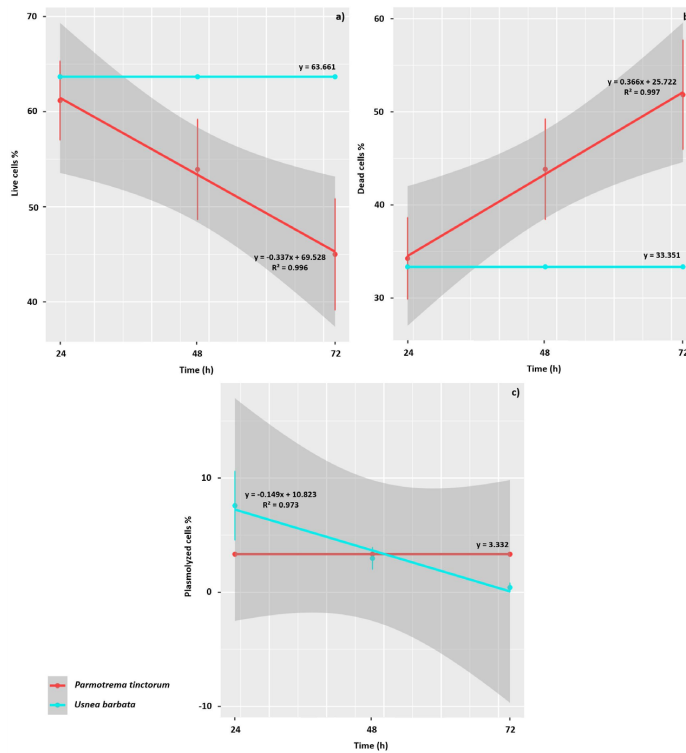 a)
70
60
50
40
Live cells %
y = 63.661
y = -0.337x + 69.528
R² = 0.996
24
48
72
Time (h)
b
60
50
40
30
Dead cells %
y = 0.366x + 25.722
R² = 0.997
y = 33.351
24
48
72
Time (h)
c)
10
0
-10
Plasmolyzed cells %
y = -0.149x + 10.823
R² = 0.973
y = 3.332
24
48
72
Time (h)
Parmotrema tinctorum
Usnea barbata